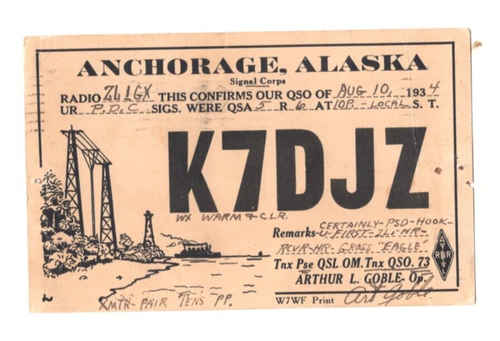 ANCHORAGE, ALASKA
Signal Corps
RADIO ZL1GX THIS CONFIRMS OUR QSO OF AUG 10, 1934
UR P.D.C SIGS. WERE QSA 5 R 6 AT 10P.-LOCAL S. T.
K7DJZ
WX WARM & CLR.
CERTAINLY-PSD-HOOK-
Remarks-U-FIRST-ZL-HR-
RCVR-HR-GROSS "EAGLE"
Tnx Pse QSL OM. Tnx QSO. 73
ARTHUR L. GOBLE- Op.
XMTR-PAIR TENS PP.
W7WF Print Art Goble